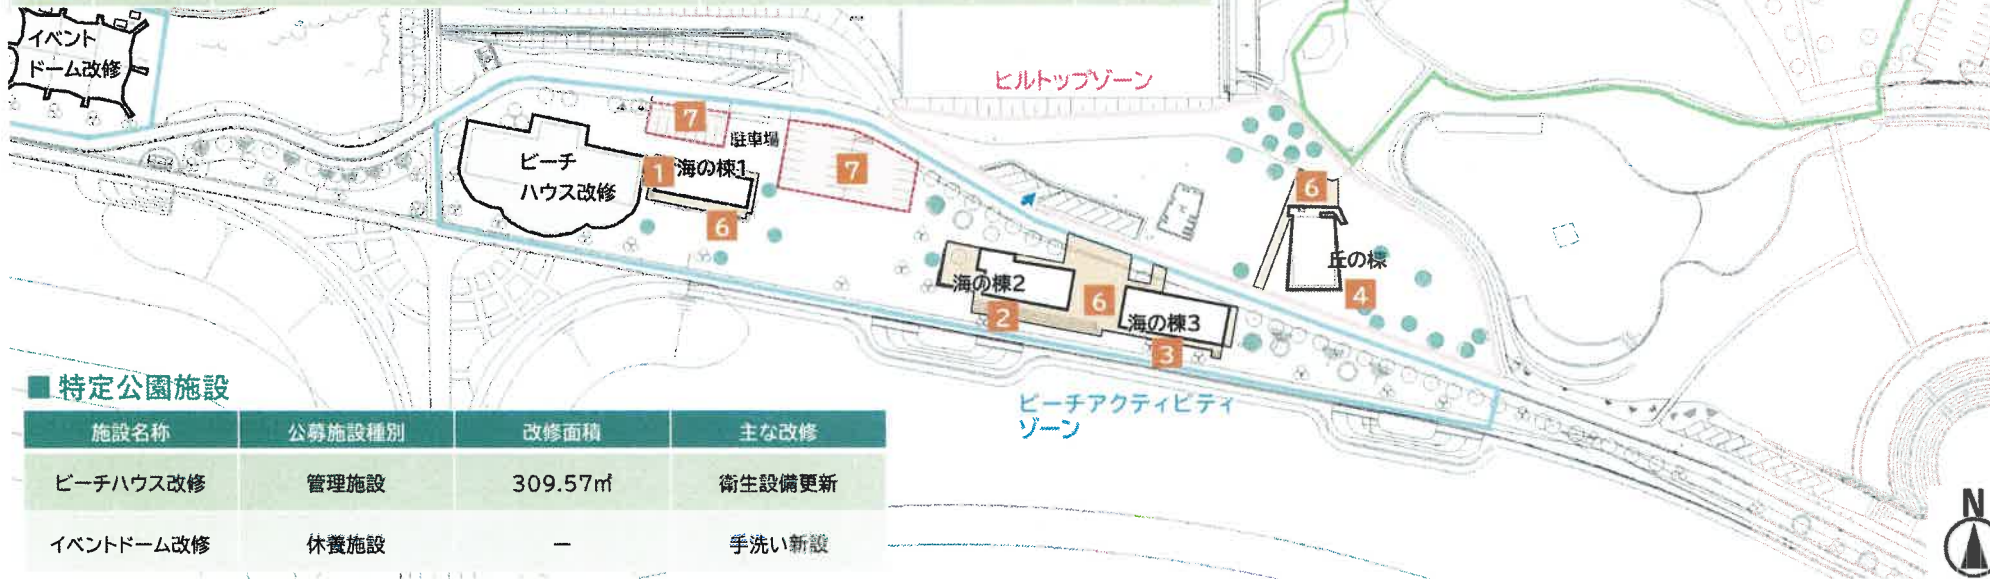 イベント
ドーム改修
ヒルトップゾーン
7
駐車場
ビーチ
ハウス改修
1
海の棟1
7
6
6
丘の棟
4
海の棟2
6
2
海の棟3
3
ビーチアクティビティ
ゾーン
■特定公園施設
施設名称 公募施設種別 改修面積 主な改修
ビーチハウス改修 管理施設 309.57㎡ 衛生設備更新
イベントドーム改修 休養施設 ー 手洗い新設
N